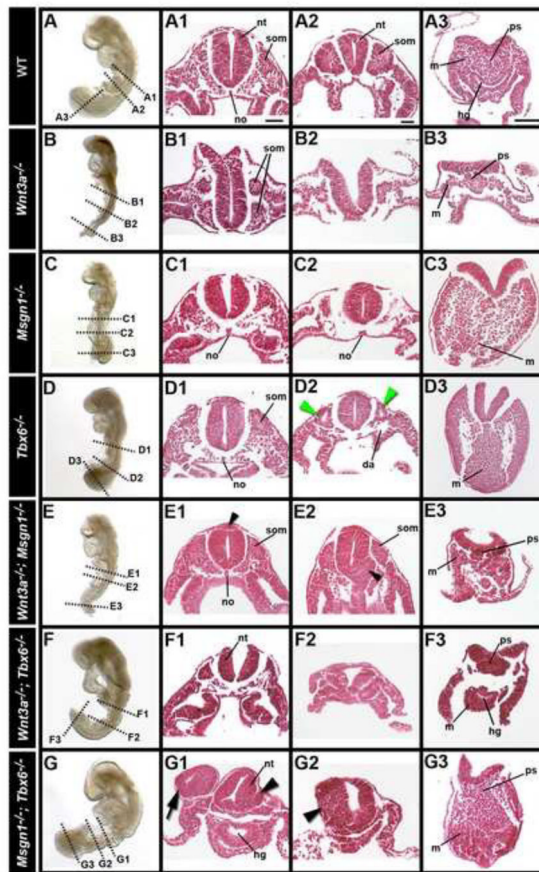 WT
A
A3
A2
A1
A1
nt
som
no
A2
nt
som
A3
ps
m
hg
Wnt3a-/-
B
B1
B2
B3
B1
som
B2
B3
ps
m
Msgn1-/-
C
C1
C2
C3
C1
no
C2
no
C3
m
Tbx6-/-
D
D3
D1
D2
D1
som
no
D2
da
D3
m
Wnt3a-/-; Msgn1-/-
E
E1
E2
E3
E1
som
no
E2
som
E3
ps
m
Wnt3a-/-; Tbx6-/-
F
F3
F1
F2
F1
nt
F2
F3
ps
m
hg
Msgn1-/-; Tbx6-/-
G
G3
G2
G1
G1
nt
hg
G2
G3
ps
m